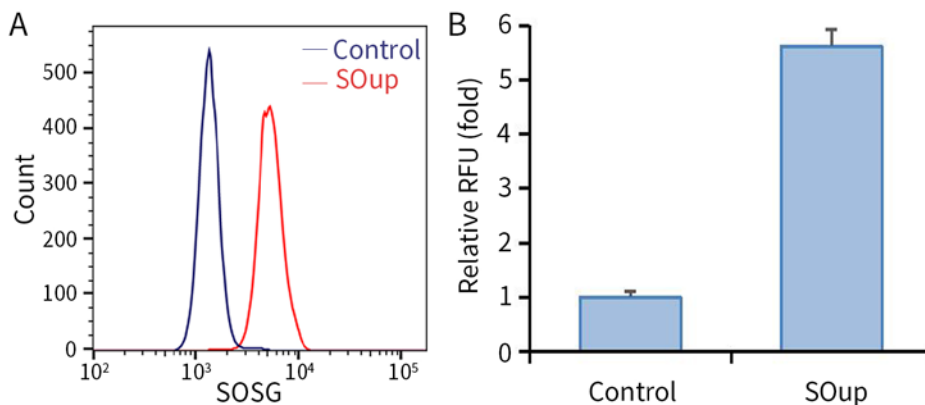 A
Control
SOup
Count
500
400
300
200
100
0
10²
10³
10⁴
10⁵
SOSG
B
Relative RFU (fold)
6
5
6
4
3
2
1
0
Control
SOup